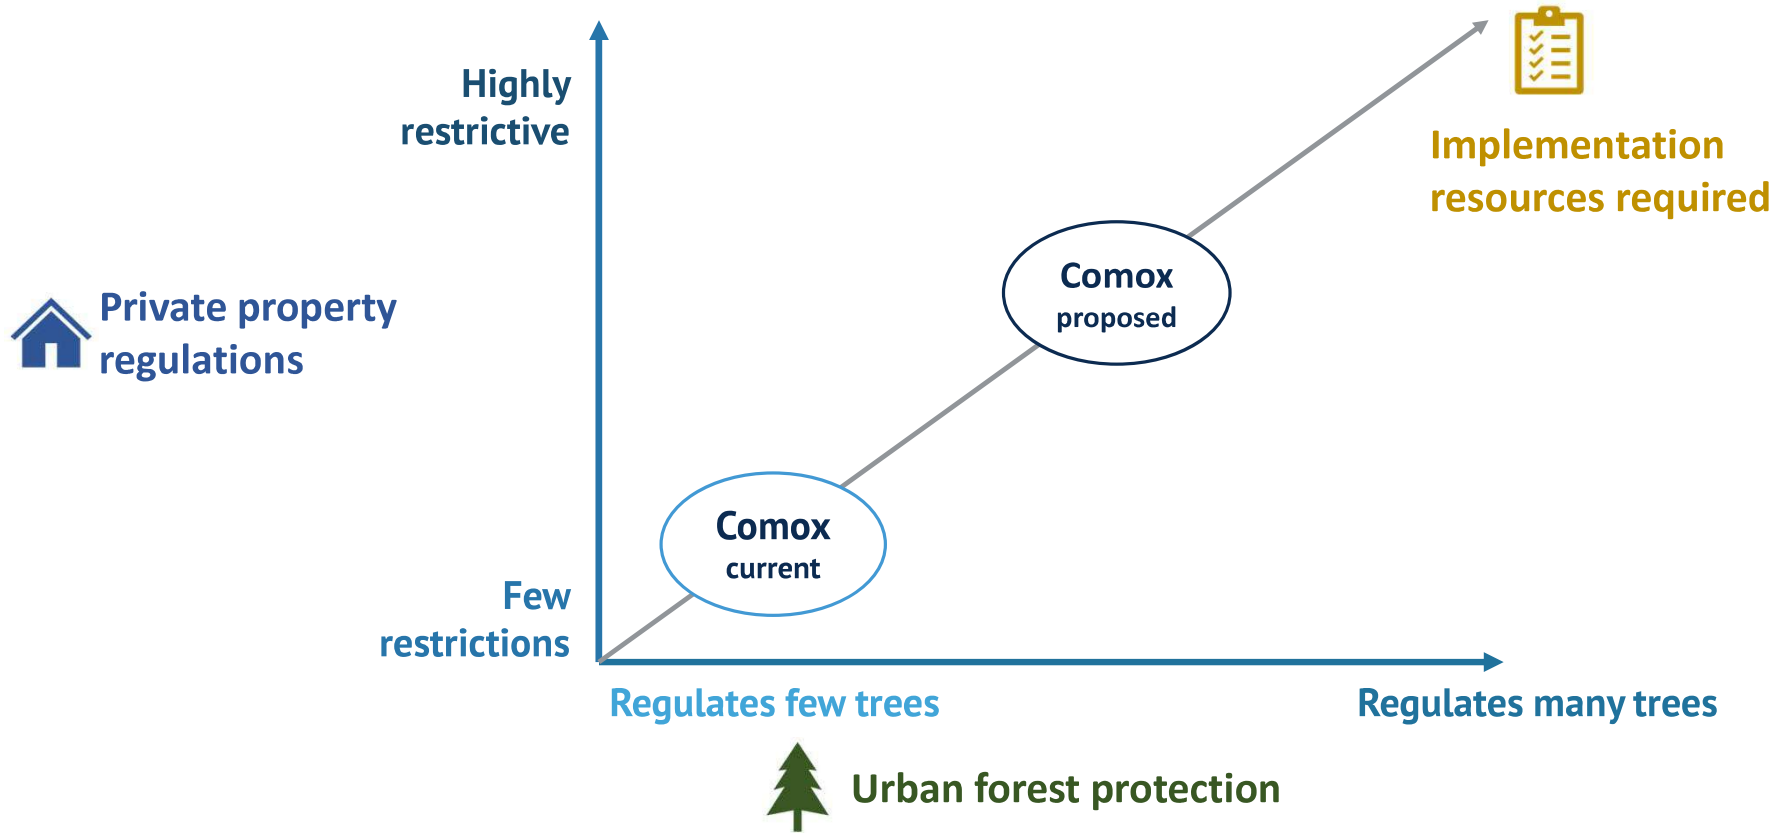 Highly
restrictive
Implementation
resources required
Comox
proposed
Private property
regulations
Comox
current
Few
restrictions
Regulates few trees
Regulates many trees
Urban forest protection